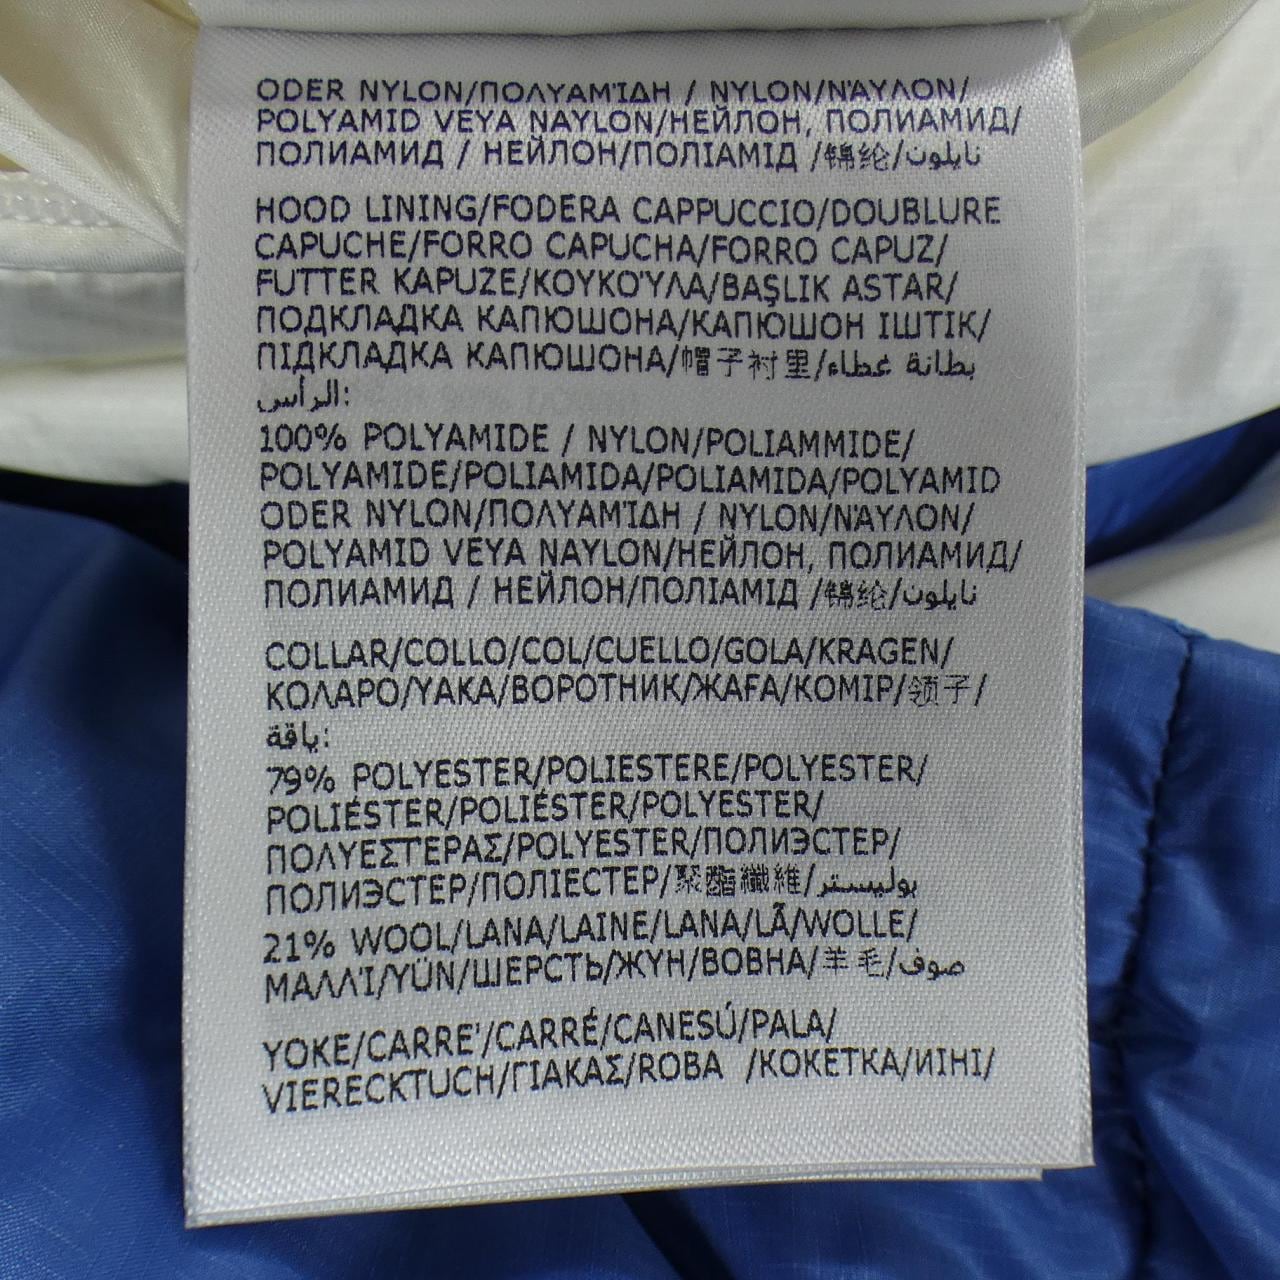 ODER NYLON/ΠΟΛΥΑΜΊΔΗ / NYLON/ΝΆΥΛΟΝ/
POLYAMID VEYA NAYLON/НЕЙЛОН, ПОЛИАМИД/
ПОЛИАМИД / НЕЙЛОН/ПОЛІАМІД /锦纶/نايلون
HOOD LINING/FODERA CAPPUCCIO/DOUBLURE
CAPUCHE/FORRO CAPUCHA/FORRO CAPUZ/
FUTTER KAPUZE/ΚΟΥΚΟΎΛΑ/BAŞLIK ASTAR/
ПОДКЛАДКА КАПЮШОНА/КАПЮШОН ІШТІК/
ПІДКЛАДКА КАПЮШОНА/帽子衬里/بطانة غطاء
الرأس:
100% POLYAMIDE / NYLON/POLIAMMIDE/
POLYAMIDE/POLIAMIDA/POLIAMIDA/POLYAMID
ODER NYLON/ΠΟΛΥΑΜΊΔΗ / NYLON/ΝΆΥΛΟΝ/
POLYAMID VEYA NAYLON/НЕЙЛОН, ПОЛИАМИД/
ПОЛИАМИД / НЕЙЛОН/ПОЛІАМІД /锦纶/نايلون
COLLAR/COLLO/COL/CUELLO/GOLA/KRAGEN/
ΚΟΛΑΡΟ/YAKA/ВОРОТНИК/ЖАҒА/КОМІР/领子/
ياقة:
79% POLYESTER/POLIESTERE/POLYESTER/
POLIÉSTER/POLIÉSTER/POLYESTER/
ΠΟΛΥΕΣΤΕΡΑΣ/POLYESTER/ПОЛИЭСТЕР/
ПОЛИЭСТЕР/ПОЛІЕСТЕР/聚酯纖維/بوليستر
21% WOOL/LANA/LAINE/LANA/LÃ/WOLLE/
ΜΑΛΛΊ/YÜN/ШЕРСТЬ/ЖҮН/ВОВНА/羊毛/صوف
YOKE/CARRE'/CARRÉ/CANESÚ/PALA/
VIERECKTUCH/ΓΙΑΚΑΣ/ROBA /КОКЕТКА/ИІНІ/